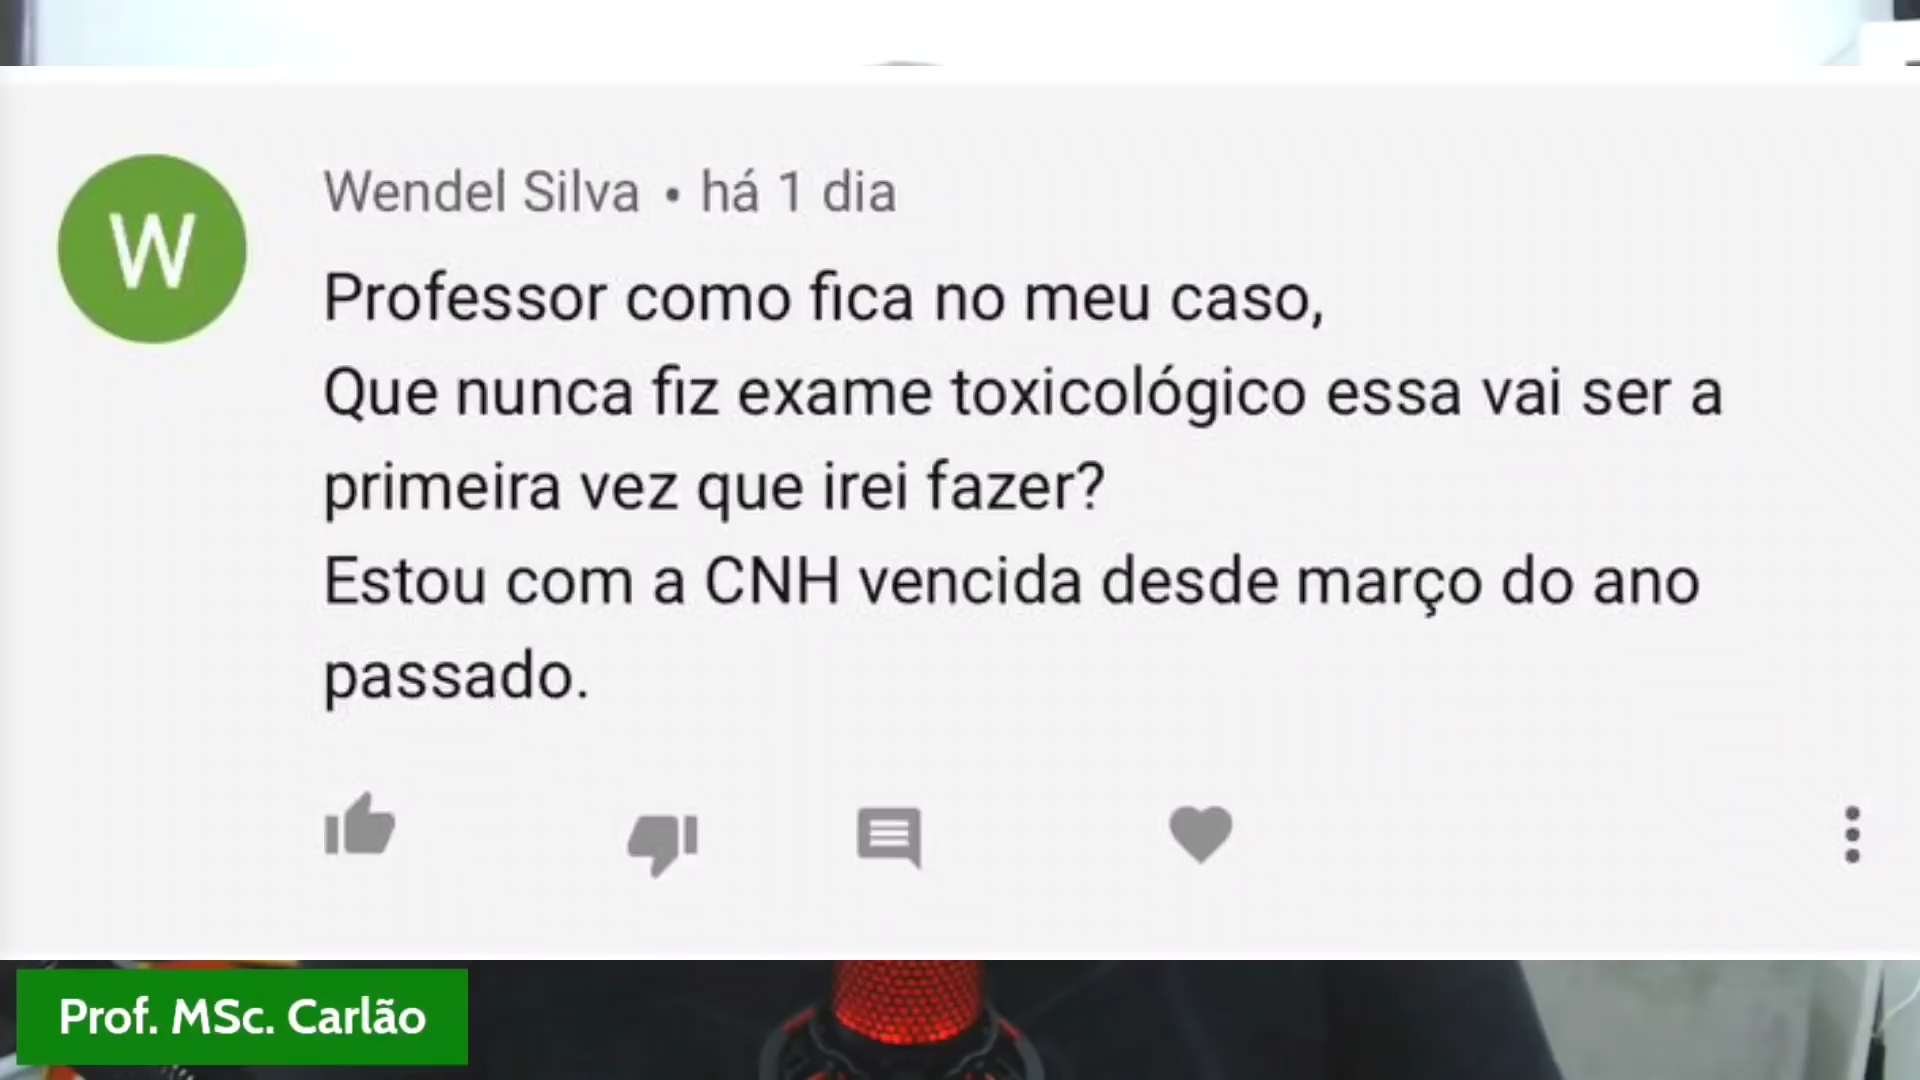 W
Wendel Silva • há 1 dia
Professor como fica no meu caso,
Que nunca fiz exame toxicológico essa vai ser a
primeira vez que irei fazer?
Estou com a CNH vencida desde março do ano
passado.
Prof. MSc. Carlão